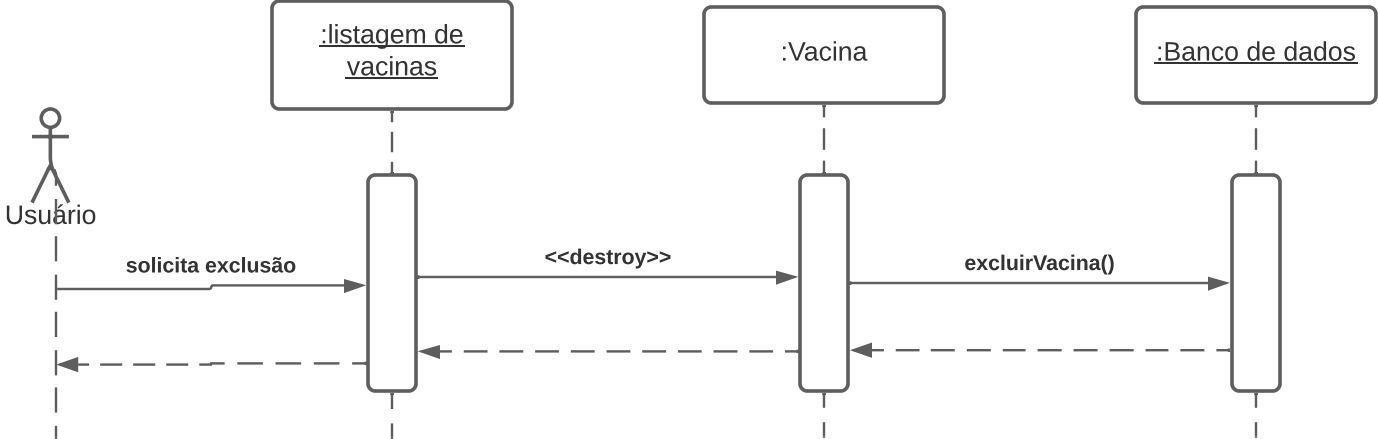 :listagem de
vacinas
:Vacina
:Banco de dados
Usuário
solicita exclusão
<<destroy>>
excluirVacina()